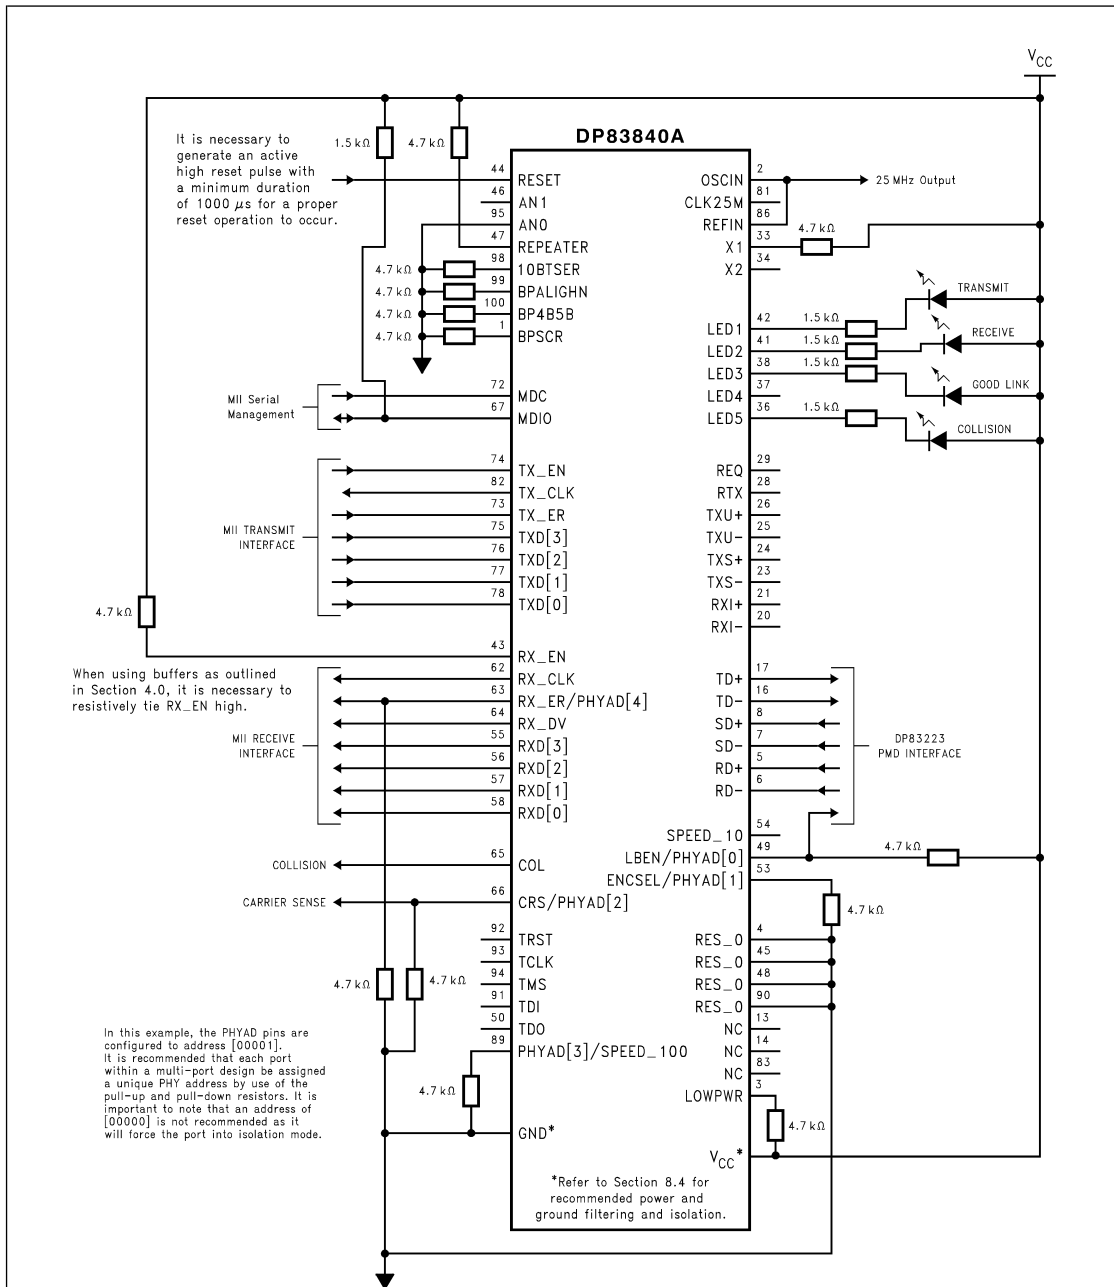 V_CC
DP83840A
It is necessary to
generate an active
high reset pulse with
a minimum duration
of 1000 μs for a proper
reset operation to occur.
1.5 kΩ
4.7 kΩ
44 RESET
46 AN1
95 AN0
47 REPEATER
4.7 kΩ 98 10BTSER
4.7 kΩ 99 BPALIGHN
4.7 kΩ 100 BP4B5B
4.7 kΩ 1 BPSCR
MII Serial
Management
72 MDC
67 MDIO
74 TX_EN
82 TX_CLK
73 TX_ER
75 TXD[3]
76 TXD[2]
77 TXD[1]
78 TXD[0]
MII TRANSMIT
INTERFACE
4.7 kΩ
43 RX_EN
When using buffers as outlined
in Section 4.0, it is necessary to
resistively tie RX_EN high.
62 RX_CLK
63 RX_ER/PHYAD[4]
64 RX_DV
55 RXD[3]
56 RXD[2]
57 RXD[1]
58 RXD[0]
MII RECEIVE
INTERFACE
COLLISION 65 COL
CARRIER SENSE 66 CRS/PHYAD[2]
92 TRST
93 TCLK
94 TMS
91 TDI
50 TDO
4.7 kΩ
4.7 kΩ
89 PHYAD[3]/SPEED_100
4.7 kΩ
GND*
In this example, the PHYAD pins are
configured to address [00001].
It is recommended that each port
within a multi-port design be assigned
a unique PHY address by use of the
pull-up and pull-down resistors. It is
important to note that an address of
[00000] is not recommended as it
will force the port into isolation mode.
OSCIN 2 25 MHz Output
CLK25M 81
REFIN 86
X1 33 4.7 kΩ
X2 34
LED1 42 1.5 kΩ TRANSMIT
LED2 41 1.5 kΩ RECEIVE
LED3 38 1.5 kΩ GOOD LINK
LED4 37
LED5 36 1.5 kΩ COLLISION
REQ 29
RTX 28
TXU+ 26
TXU- 25
TXS+ 24
TXS- 23
RXI+ 21
RXI- 20
TD+ 17
TD- 16
SD+ 8
SD- 7
RD+ 5
RD- 6
DP83223
PMD INTERFACE
SPEED_10 54
LBEN/PHYAD[0] 49 4.7 kΩ
ENCSEL/PHYAD[1] 53
4.7 kΩ
RES_0 4
RES_0 45
RES_0 48
RES_0 90
NC 13
NC 14
NC 83
LOWPWR 3
4.7 kΩ
V_CC*
*Refer to Section 8.4 for
recommended power and
ground filtering and isolation.